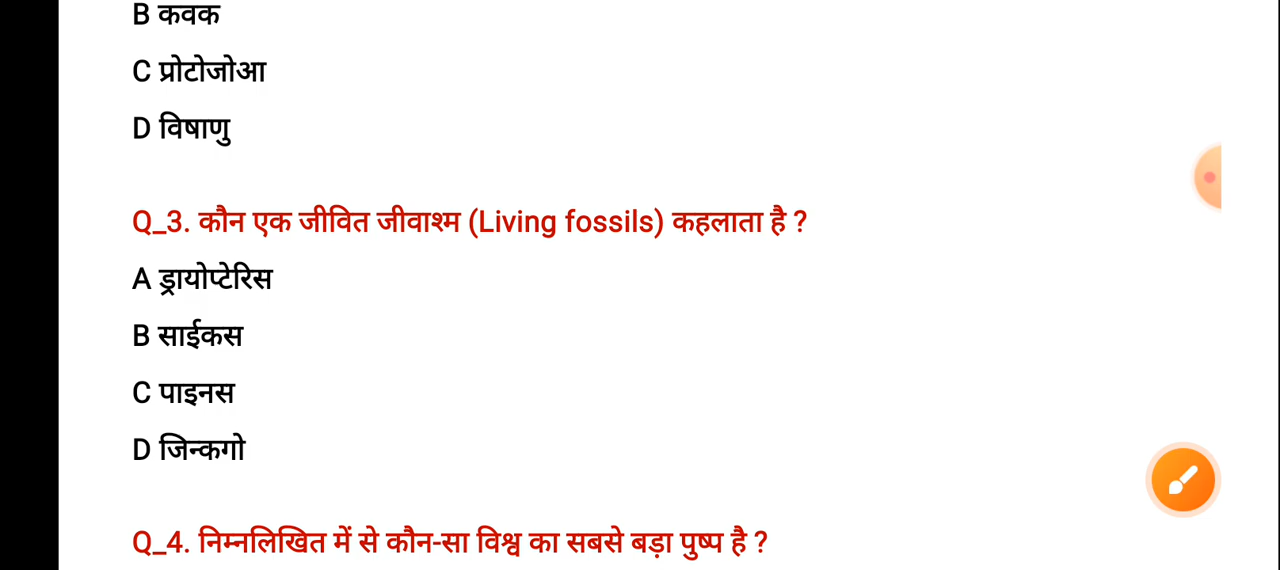 B कवक
C प्रोटोजोआ
D विषाणु
Q_3. कौन एक जीवित जीवाश्म (Living fossils) कहलाता है ?
A ड्रायोप्टेरिस
B साईकस
C पाइनस
D जिन्कगो
Q_4. निम्नलिखित में से कौन-सा विश्व का सबसे बड़ा पुष्प है ?